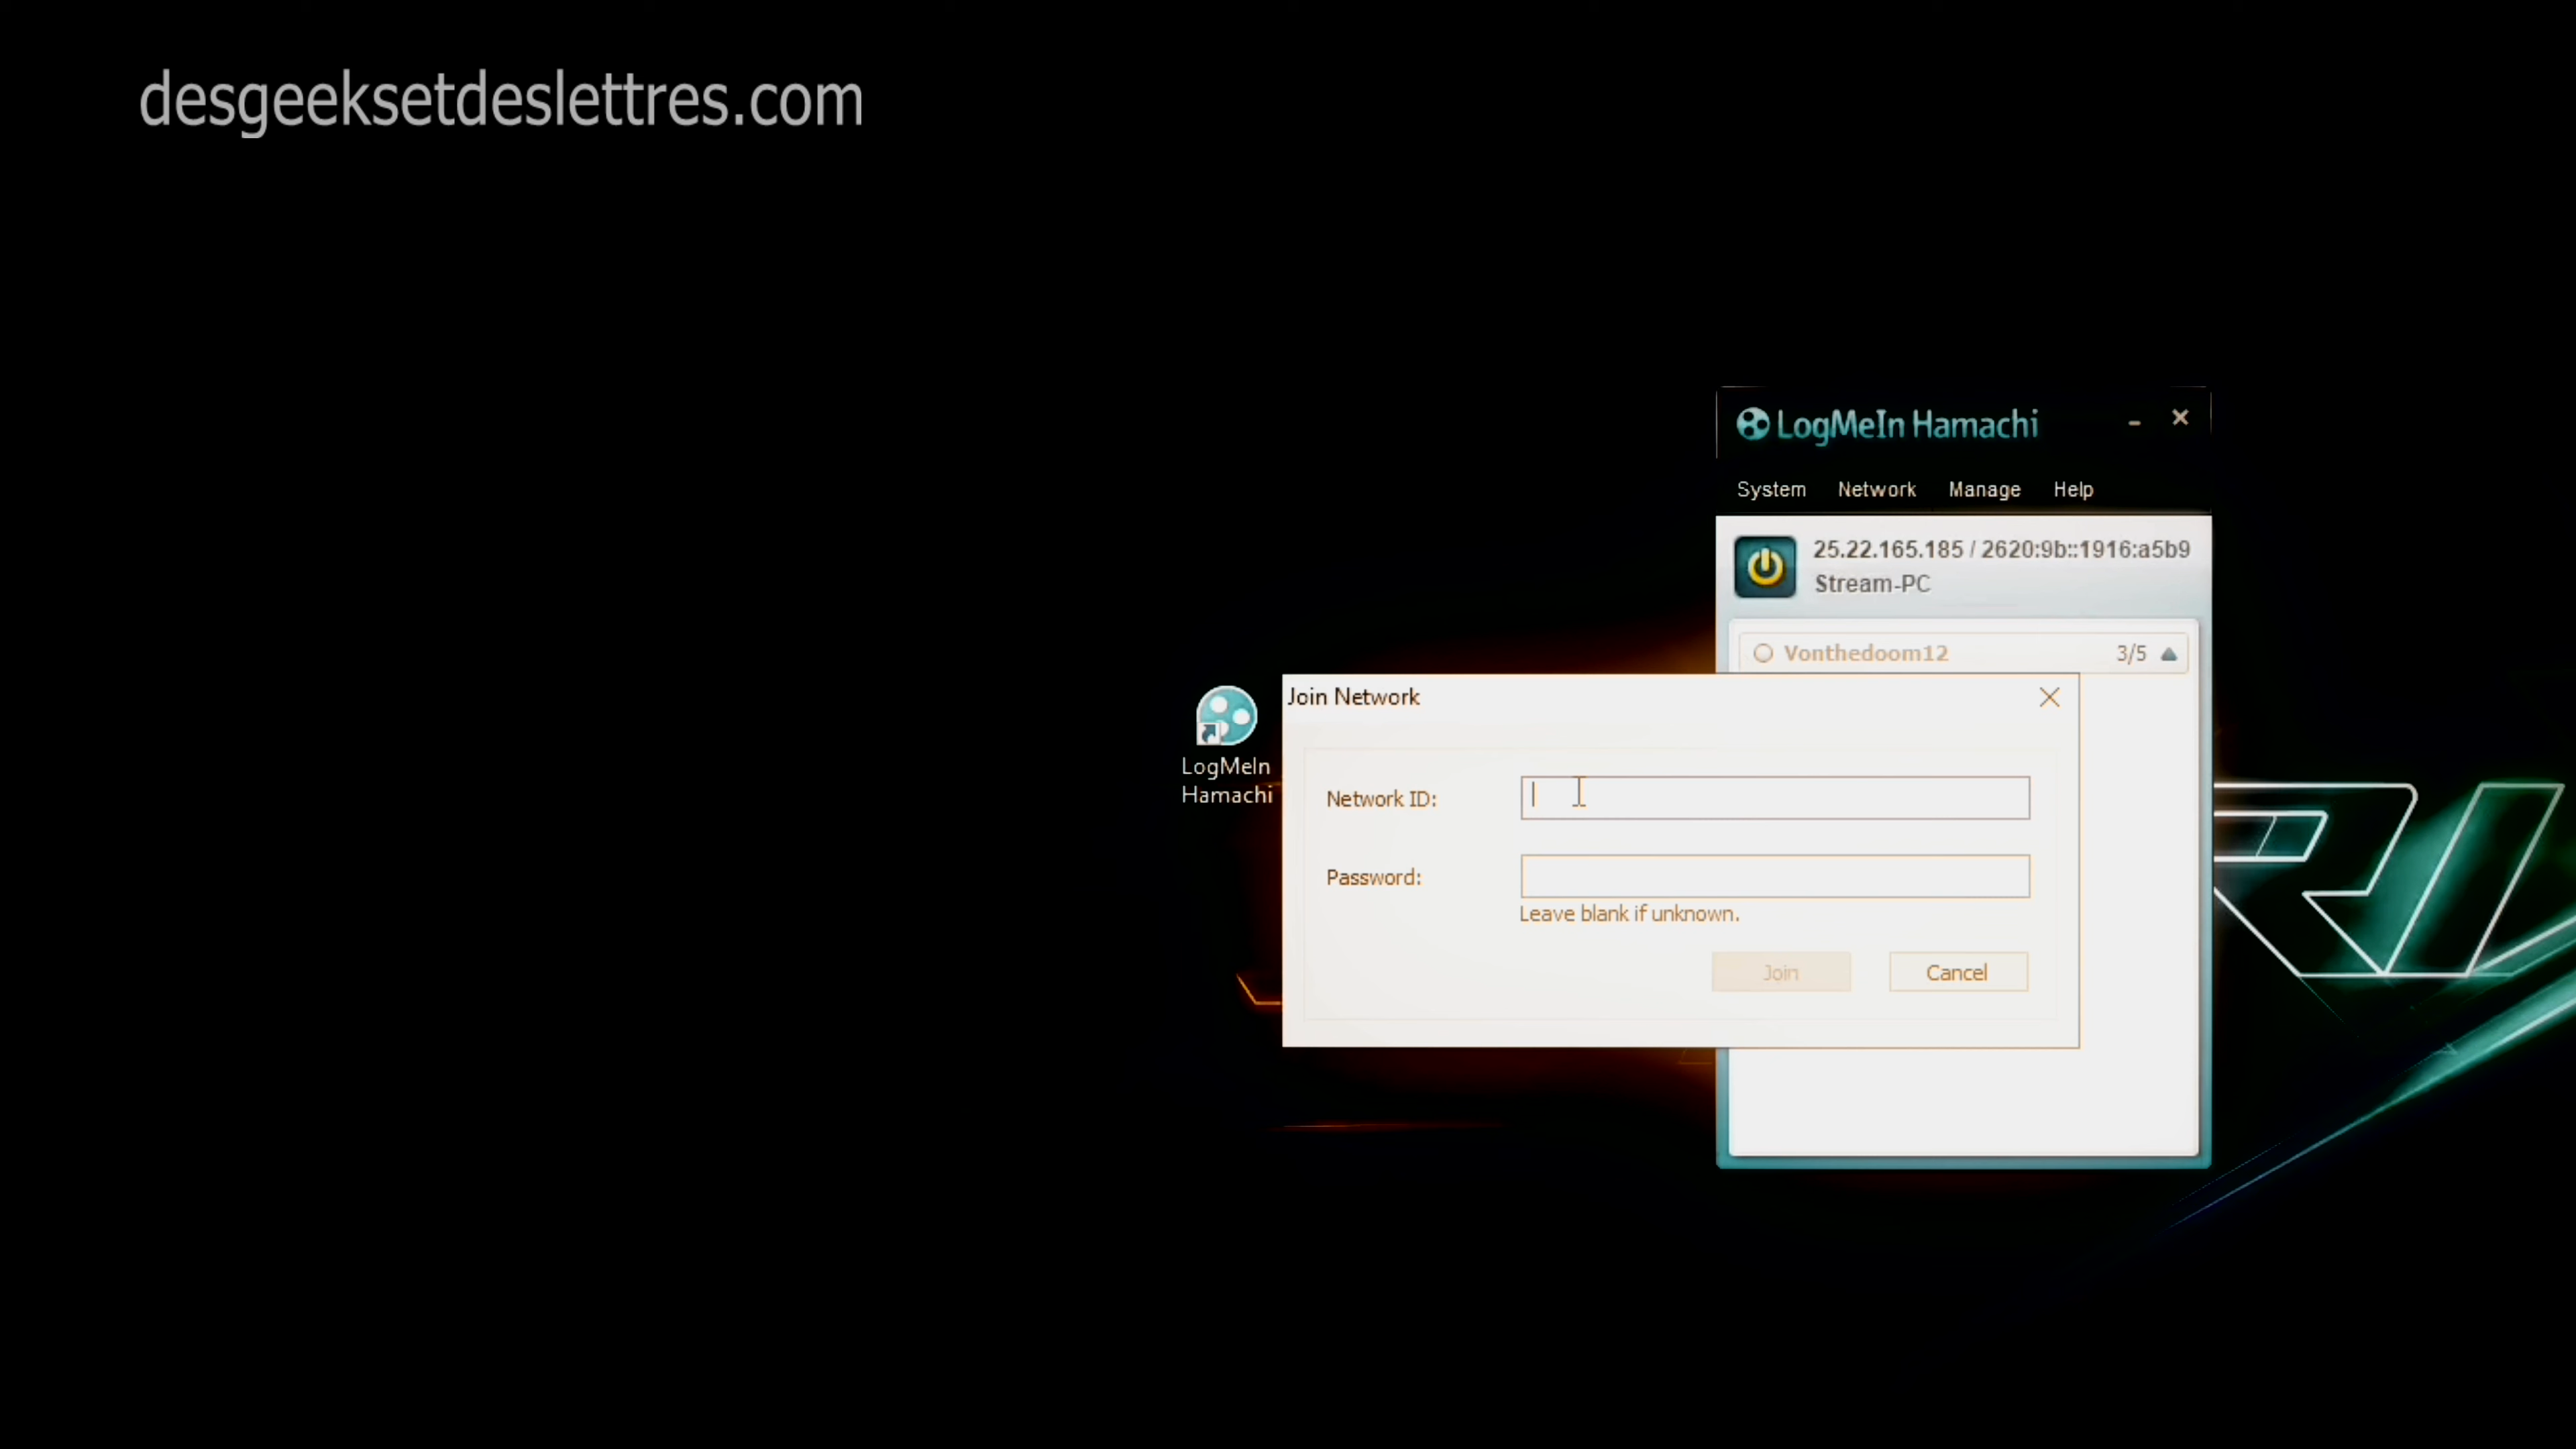 desgeeksetdeslettres.com
LogMeIn Hamachi
System Network Manage Help
25.22.165.185 / 2620:9b::1916:a5b9
Stream-PC
Vonthedoom12 3/5
LogMeIn
Hamachi
Join Network
Network ID:
Password:
Leave blank if unknown.
Join Cancel